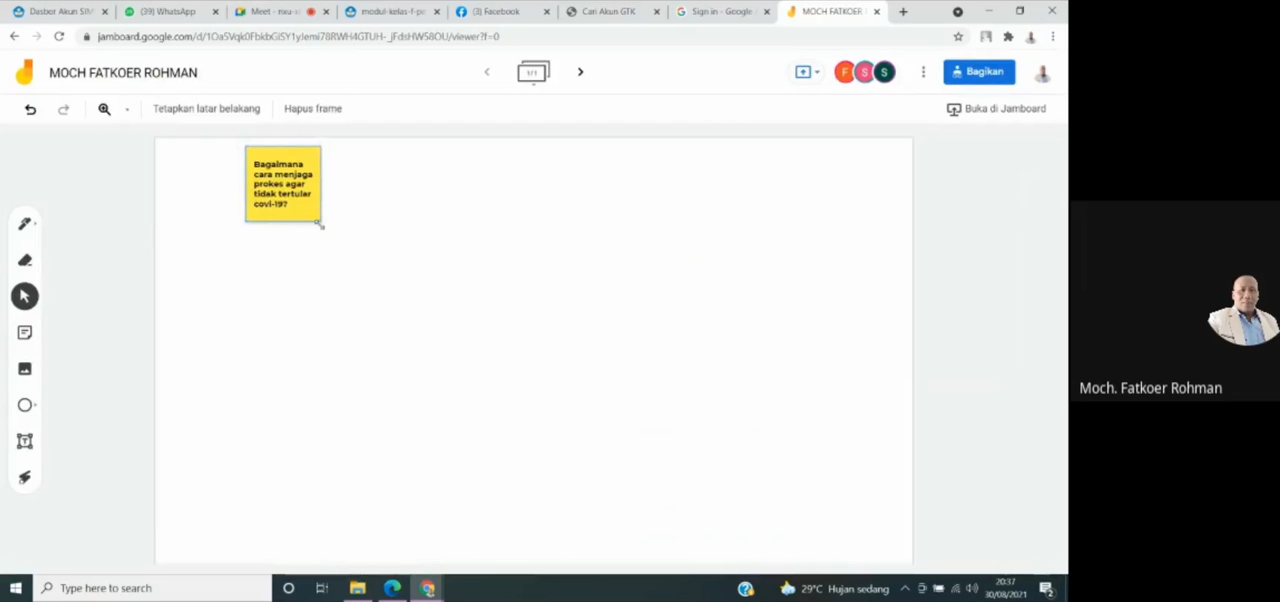 Dasbor Akun SIM
(39) WhatsApp
Meet - nxu-x
modul-kelas-f-pe
(3) Facebook
Cari Akun GTK
Sign in - Google
MOCH FATKOER
MOCH FATKOER ROHMAN
1/1
F S S
Bagikan
Tetapkan latar belakang
Hapus frame
Buka di Jamboard
Bagaimana
cara menjaga
prokes agar
tidak tertular
covi-19?
Moch. Fatkoer Rohman
Type here to search
29°C Hujan sedang
20:37
30/08/2021
2